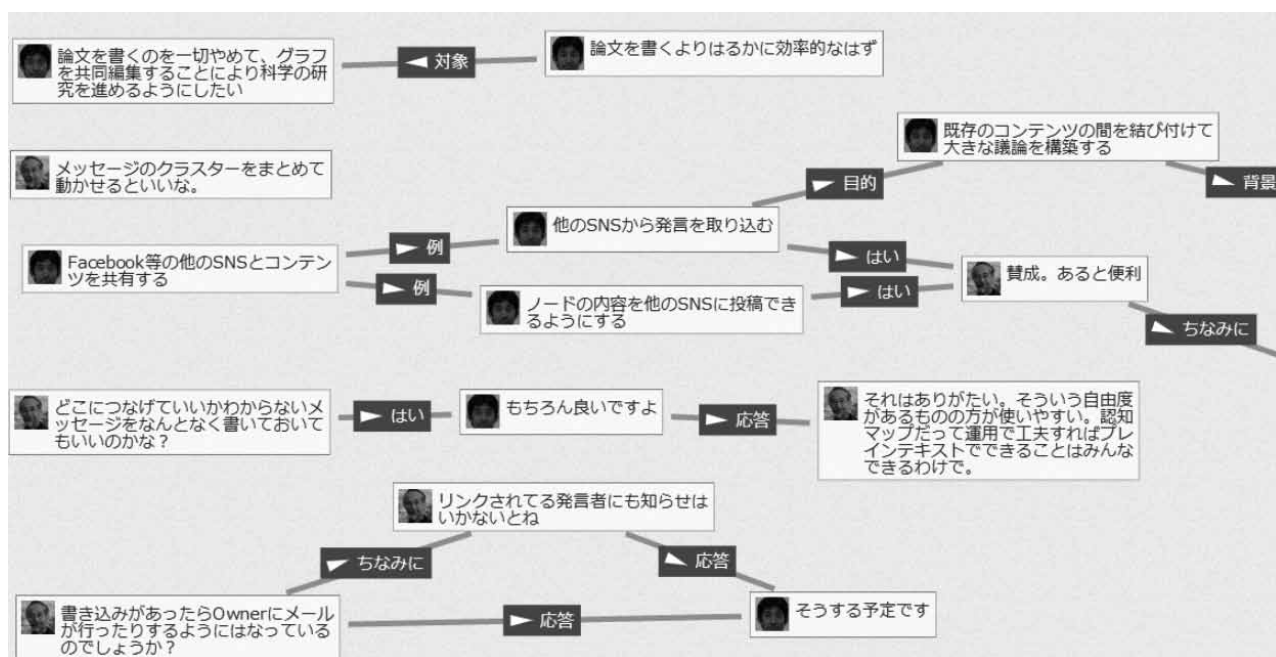 論文を書くのを一切やめて、グラフ
を共同編集することにより科学の研
究を進めるようにしたい
対象
論文を書くよりはるかに効率的なはず
既存のコンテンツの間を結び付けて
大きな議論を構築する
目的
背景
メッセージのクラスターをまとめて
動かせるといいな。
他のSNSから発言を取り込む
例
はい
Facebook等の他のSNSとコンテン
ツを共有する
賛成。あると便利
例
はい
ノードの内容を他のSNSに投稿でき
るようにする
ちなみに
どこにつなげていいかわからないメ
ッセージをなんとなく書いておいて
もいいのかな？
はい
もちろん良いですよ
応答
それはありがたい。そういう自由度
があるものの方が使いやすい。認知
マップだって運用で工夫すればプレ
インテキストでできることはみんな
できるわけで。
リンクされてる発言者にも知らせは
いかないとね
ちなみに
応答
書き込みがあったらOwnerにメール
が行ったりするようにはなっている
のでしょうか？
応答
そうする予定です